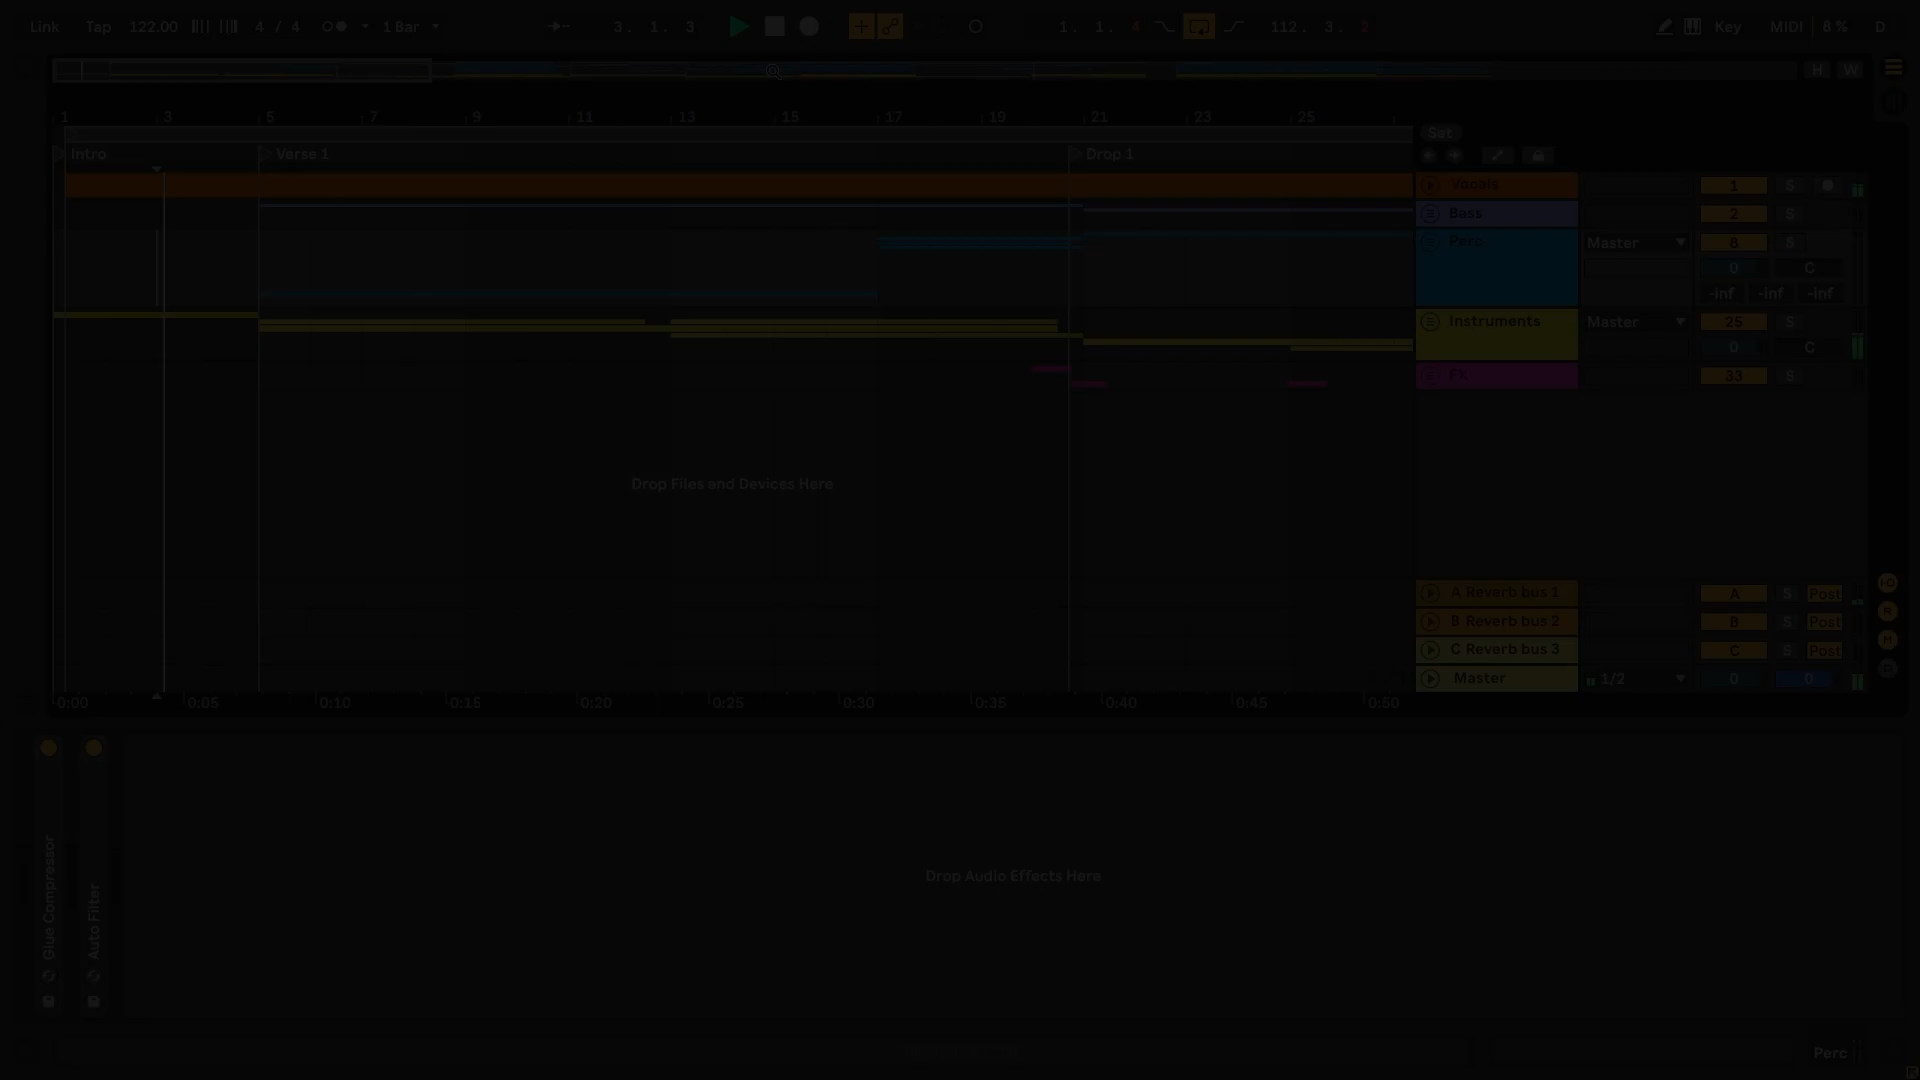 Link Tap 122.00 4 / 4 1 Bar 3. 1. 3 1. 1. 4 112. 3. 2 Key MIDI 8 % D
H W
1 3 5 7 9 11 13 15 17 19 21 23 25
Set
Intro Verse 1 Drop 1
Vocals 1 S
Bass 2 S
Perc Master 8 S
0 C
-inf -inf -inf
Instruments Master 25 S
0 C
FX 33 S
Drop Files and Devices Here
A Reverb bus 1 A S Post
B Reverb bus 2 B S Post
C Reverb bus 3 C S Post
Master 1/2 0 0
I·O
R
M
D
0:00 0:05 0:10 0:15 0:20 0:25 0:30 0:35 0:40 0:45 0:50
Glue Compressor
Auto Filter
Drop Audio Effects Here
Perc